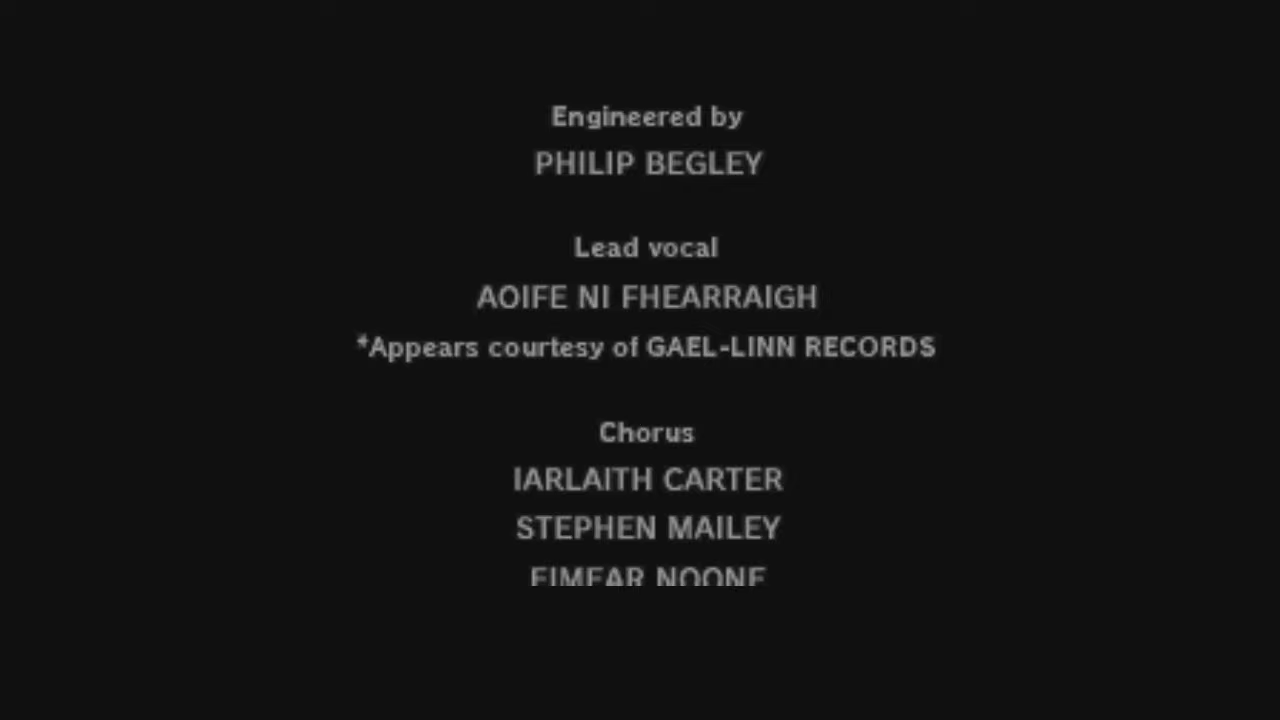 Engineered by
PHILIP BEGLEY
Lead vocal
AOIFE NI FHEARRAIGH
*Appears courtesy of GAEL-LINN RECORDS
Chorus
IARLAITH CARTER
STEPHEN MAILEY
EIMEAR NOONE